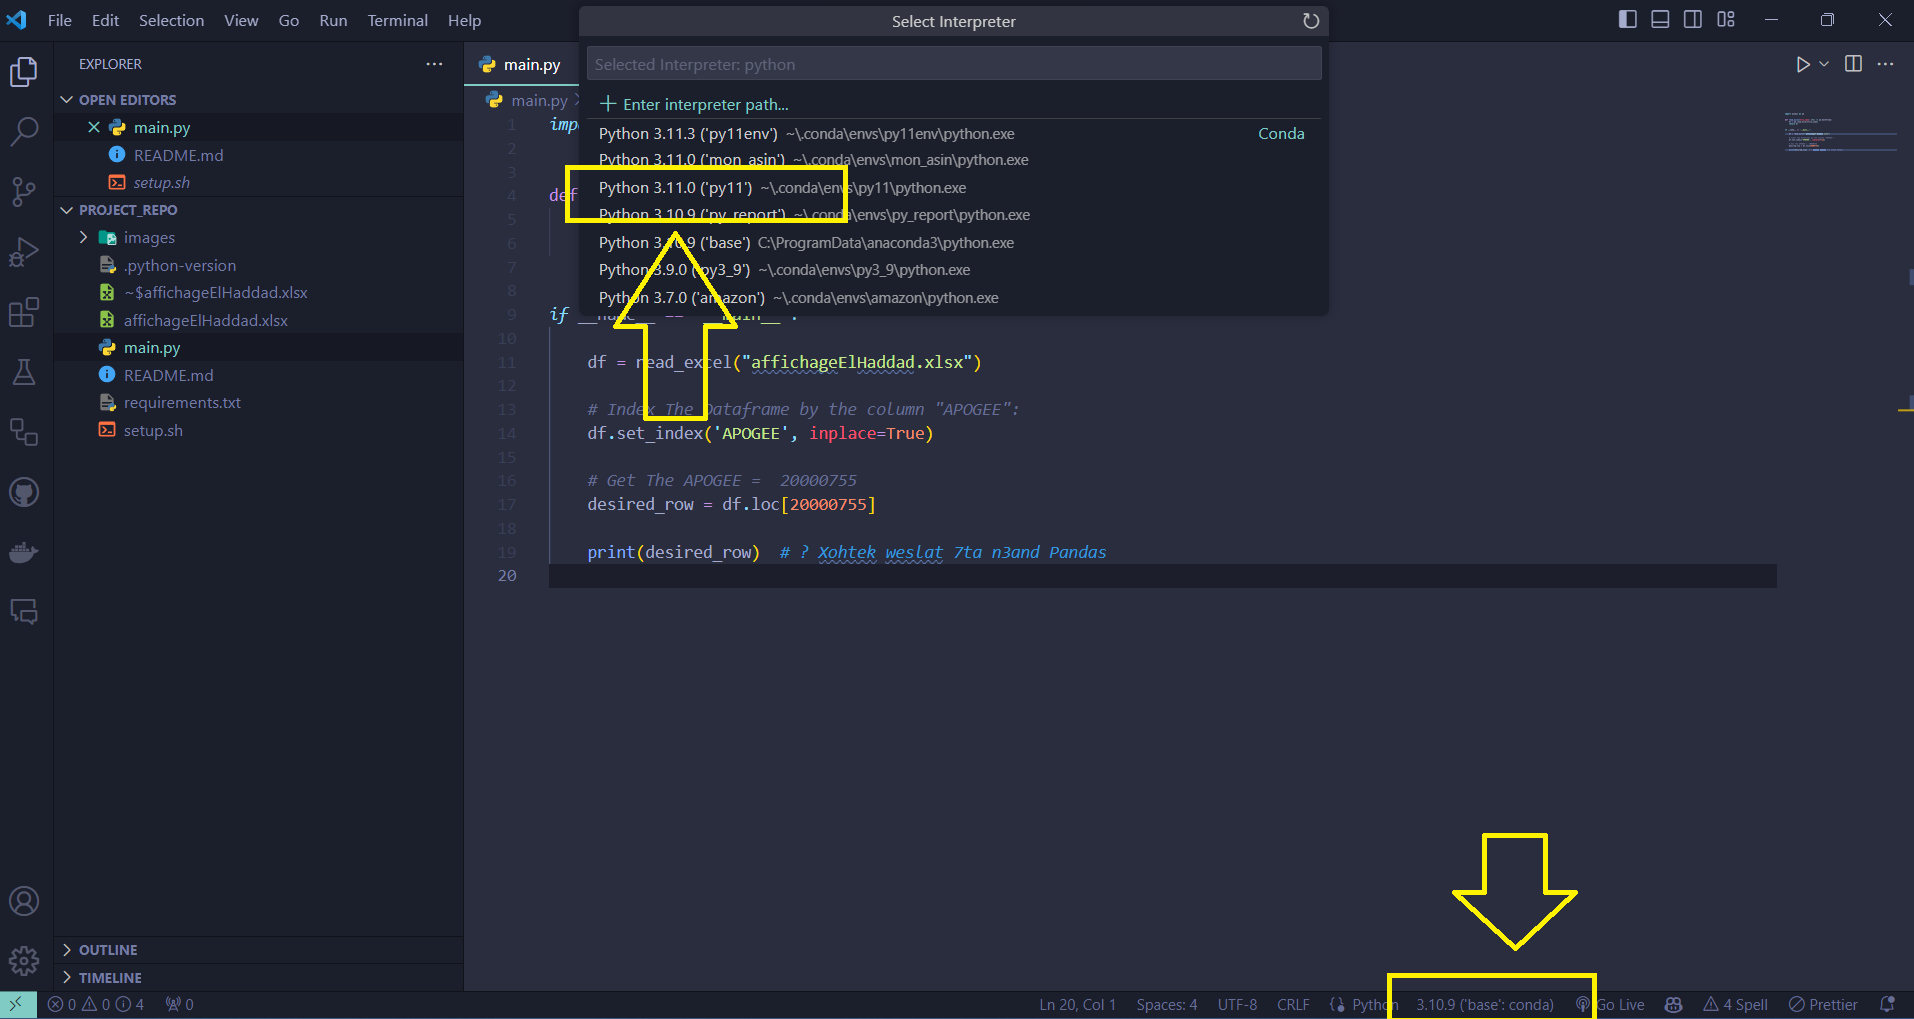 File Edit Selection View Go Run Terminal Help
Select Interpreter
EXPLORER
OPEN EDITORS
main.py
README.md
setup.sh
PROJECT_REPO
images
.python-version
~$affichageElHaddad.xlsx
affichageElHaddad.xlsx
main.py
README.md
requirements.txt
setup.sh
OUTLINE
TIMELINE
main.py
Selected Interpreter: python
main.py
Enter interpreter path...
Python 3.11.3 ('py11env') ~\.conda\envs\py11env\python.exe Conda
Python 3.11.0 ('mon_asin') ~\.conda\envs\mon_asin\python.exe
Python 3.11.0 ('py11') ~\.conda\envs\py11\python.exe
Python 3.10.9 ('py_report') ~\.conda\envs\py_report\python.exe
Python 3.10.9 ('base') C:\ProgramData\anaconda3\python.exe
Python 3.9.0 ('py3_9') ~\.conda\envs\py3_9\python.exe
Python 3.7.0 ('amazon') ~\.conda\envs\amazon\python.exe
1 imp
2
3
4 def
5
6
7
8
9 if __name__ == "__main__":
10
11 df = read_excel("affichageElHaddad.xlsx")
12
13 # Index The Dataframe by the column "APOGEE":
14 df.set_index('APOGEE', inplace=True)
15
16 # Get The APOGEE = 20000755
17 desired_row = df.loc[20000755]
18
19 print(desired_row) # ? Xohtek weslat 7ta n3and Pandas
20
0 0 4 0 Ln 20, Col 1 Spaces: 4 UTF-8 CRLF Python 3.10.9 ('base': conda) Go Live 4 Spell Prettier